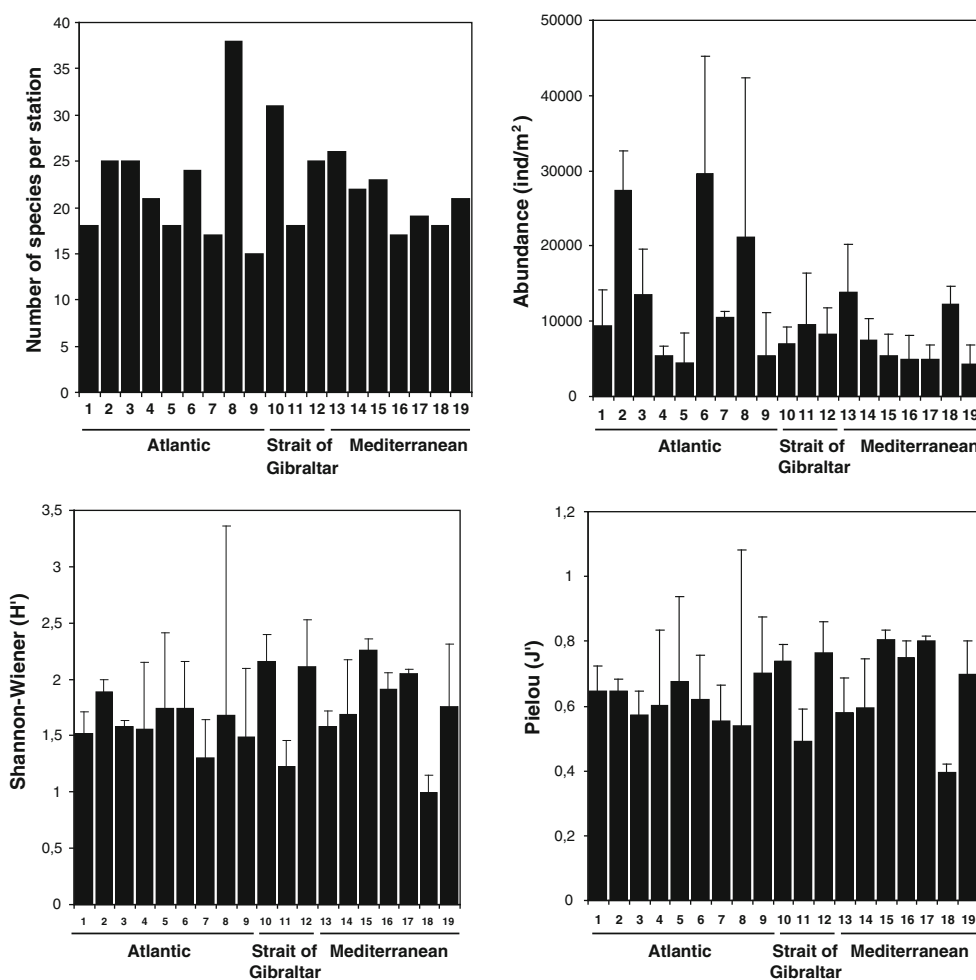 Number of species per station
40
35
30
25
20
15
10
5
0
1 2 3 4 5 6 7 8 9 10 11 12 13 14 15 16 17 18 19
Atlantic Strait of Gibraltar Mediterranean
Abundance (ind/m²)
50000
40000
30000
20000
10000
0
1 2 3 4 5 6 7 8 9 10 11 12 13 14 15 16 17 18 19
Atlantic Strait of Gibraltar Mediterranean
Shannon-Wiener (H')
3,5
3
2,5
2
1,5
1
0,5
0
1 2 3 4 5 6 7 8 9 10 11 12 13 14 15 16 17 18 19
Atlantic Strait of Gibraltar Mediterranean
Pielou (J')
1,2
1
0,8
0,6
0,4
0,2
0
1 2 3 4 5 6 7 8 9 10 11 12 13 14 15 16 17 18 19
Atlantic Strait of Gibraltar Mediterranean